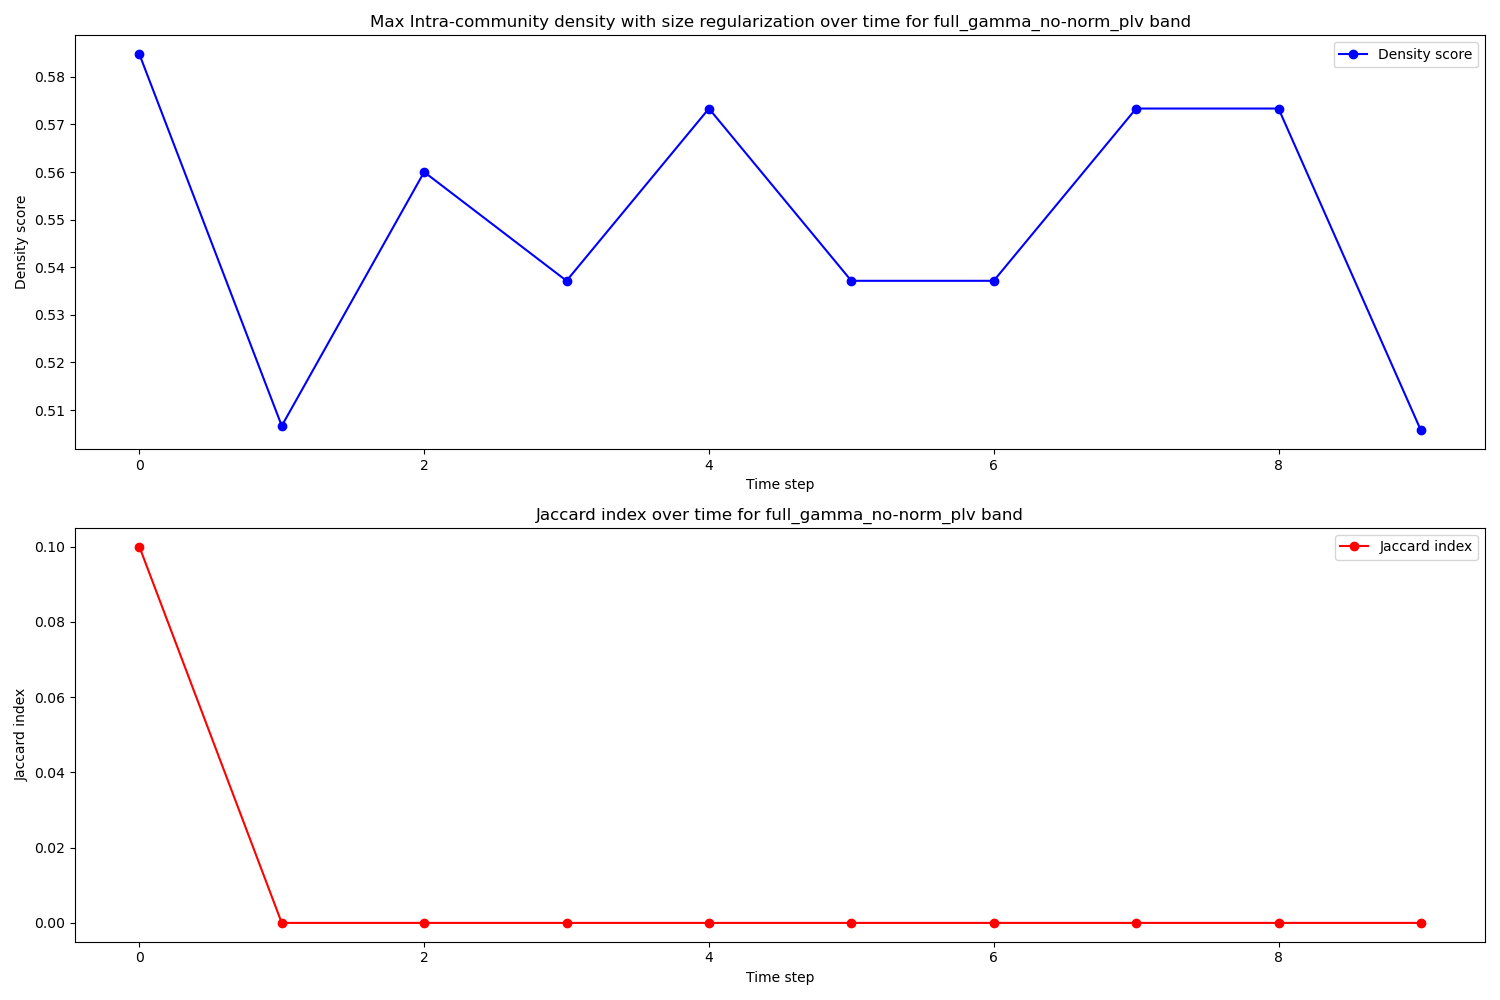 Max Intra-community density with size regularization over time for full_gamma_no-norm_plv band
Density score
0.58
0.57
0.56
0.55
0.54
0.53
0.52
0.51
Density score
0 2 4 6 8
Time step
Jaccard index over time for full_gamma_no-norm_plv band
Jaccard index
0.10
0.08
0.06
0.04
0.02
0.00
Jaccard index
0 2 4 6 8
Time step